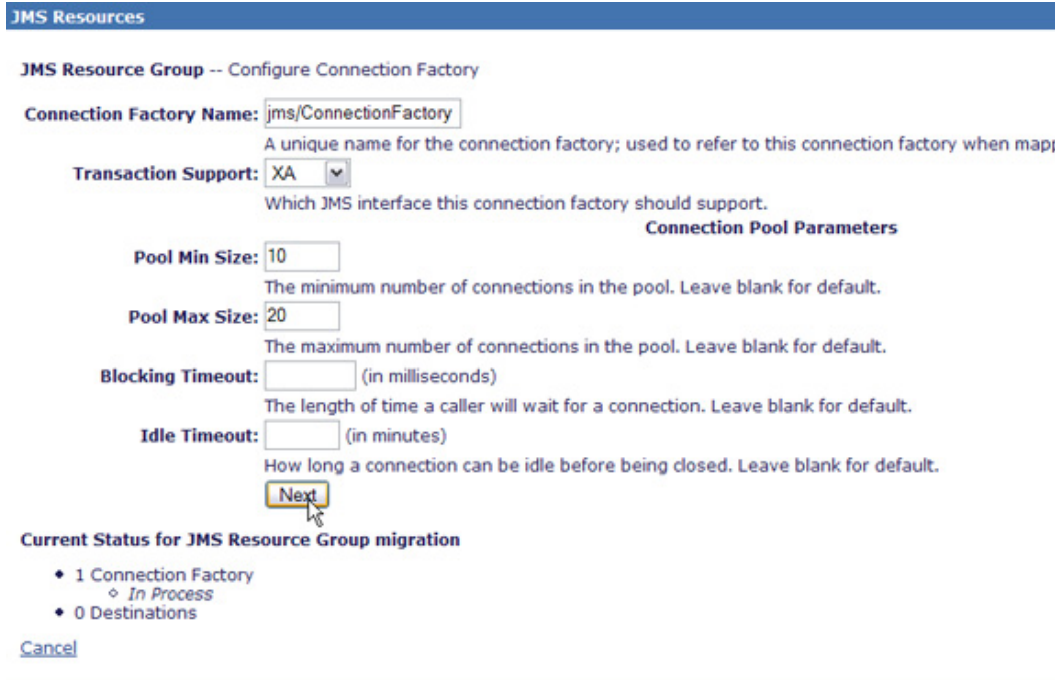 JMS Resources
JMS Resource Group -- Configure Connection Factory
Connection Factory Name: jms/ConnectionFactory
A unique name for the connection factory; used to refer to this connection factory when
Transaction Support: XA
Which JMS interface this connection factory should support.
Connection Pool Parameters
Pool Min Size: 10
The minimum number of connections in the pool. Leave blank for default.
Pool Max Size: 20
The maximum number of connections in the pool. Leave blank for default.
Blocking Timeout: (in milliseconds)
The length of time a caller will wait for a connection. Leave blank for default.
Idle Timeout: (in minutes)
How long a connection can be idle before being closed. Leave blank for default.
Next
Current Status for JMS Resource Group migration
1 Connection Factory
In Process
0 Destinations
Cancel